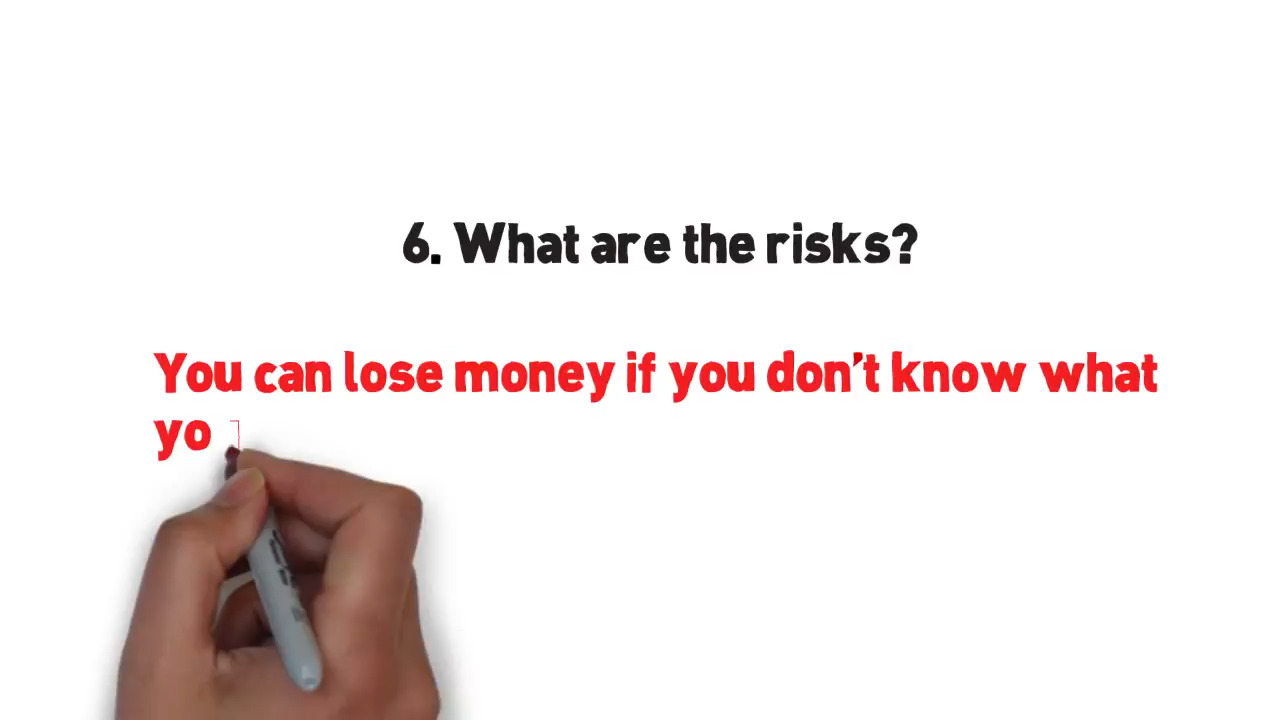 6. What are the risks?
You can lose money if you don't know what
yo